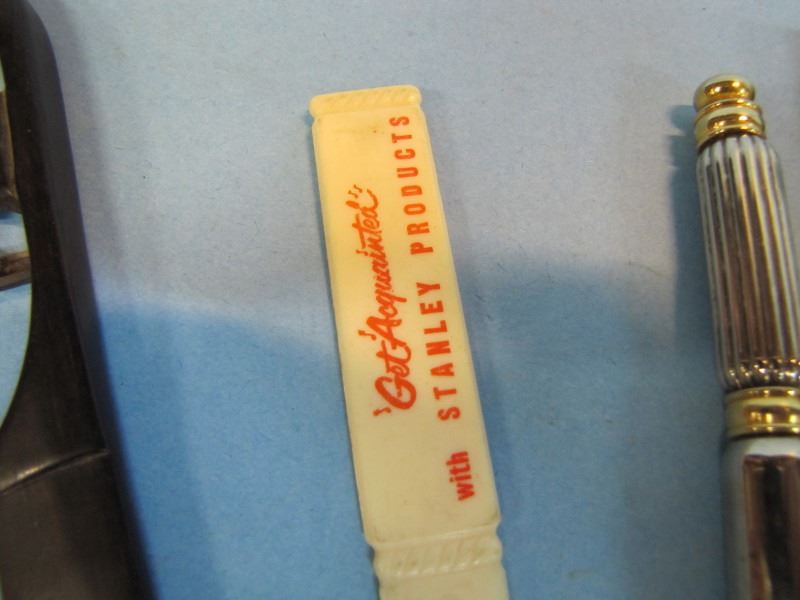 "Get Acquainted"
with STANLEY PRODUCTS